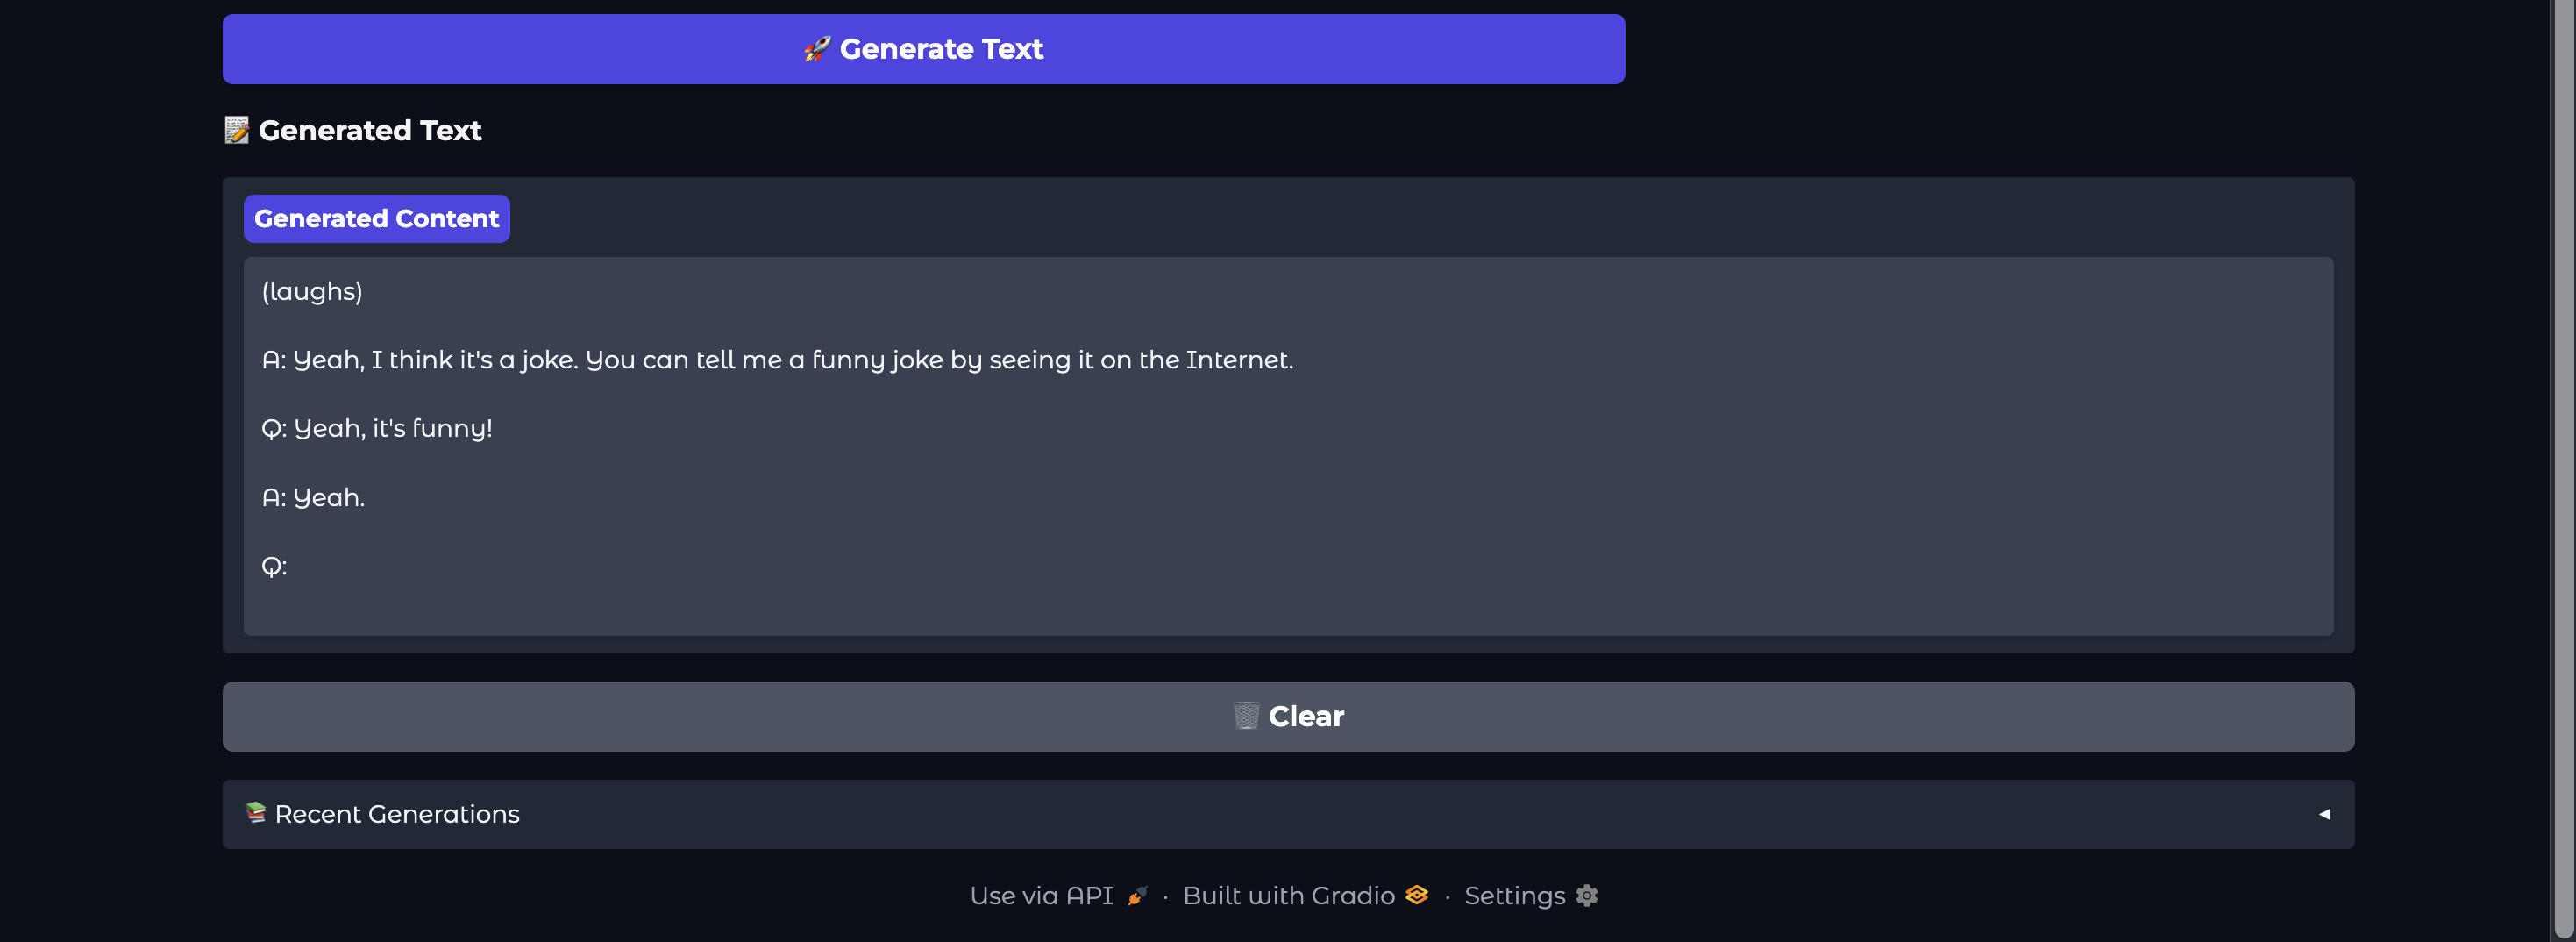 🚀 Generate Text
📝 Generated Text
Generated Content
(laughs)
A: Yeah, I think it's a joke. You can tell me a funny joke by seeing it on the Internet.
Q: Yeah, it's funny!
A: Yeah.
Q:
🗑️ Clear
📚 Recent Generations
Use via API · Built with Gradio · Settings